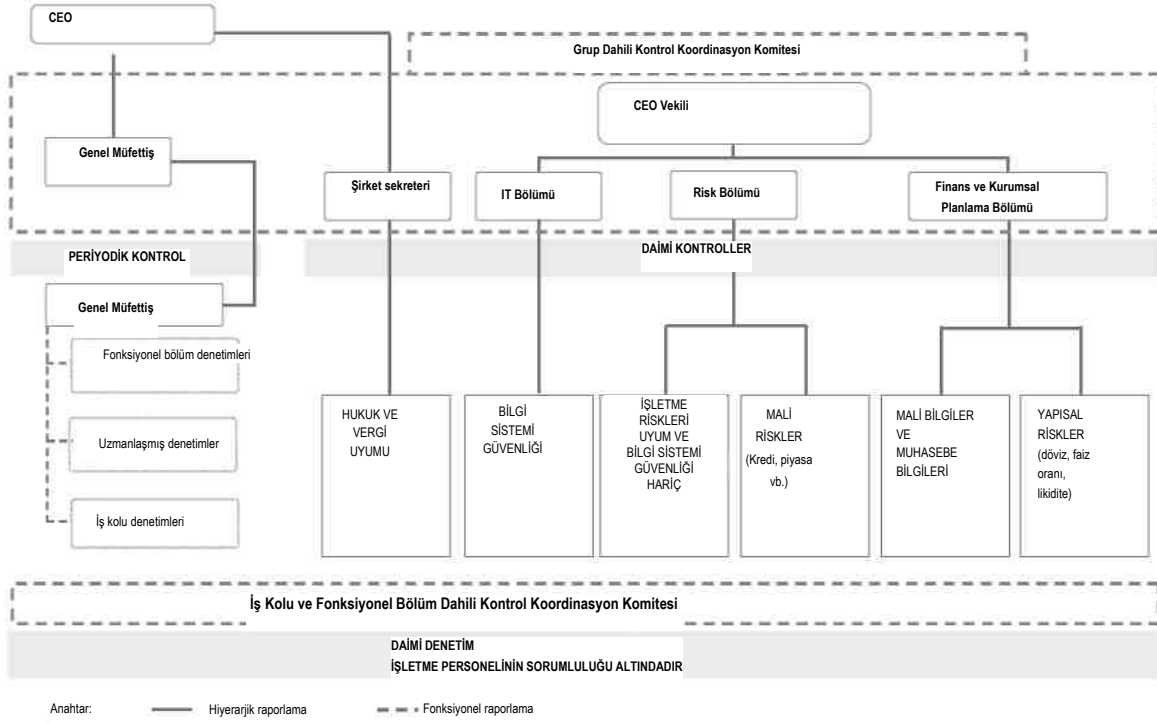 CEO
Grup Dahili Kontrol Koordinasyon Komitesi
CEO Vekili
Genel Müfettiş
Şirket sekreteri
IT Bölümü
Risk Bölümü
Finans ve Kurumsal
Planlama Bölümü
PERİYODİK KONTROL
DAIMI KONTROLLER
Genel Müfettiş
Fonksiyonel bölüm denetimleri
Uzmanlaşmış denetimler
İş kolu denetimleri
HUKUK VE
VERGİ
UYUMU
BİLGİ
SİSTEMİ
GÜVENLİĞİ
İŞLETME
RİSKLERİ
UYUM VE
BİLGİ SİSTEMİ
GÜVENLİĞİ
HARİÇ
MALİ
RİSKLER
(Kredi, piyasa
vb.)
MALİ BİLGİLER
VE
MUHASEBE
BİLGİLERİ
YAPISAL
RİSKLER
(döviz, faiz
oranı,
likidite)
İş Kolu ve Fonksiyonel Bölüm Dahili Kontrol Koordinasyon Komitesi
DAİMİ DENETİM
İŞLETME PERSONELİNİN SORUMLULUĞU ALTINDADIR
Anahtar:
Hiyerarjik raporlama
Fonksiyonel raporlama